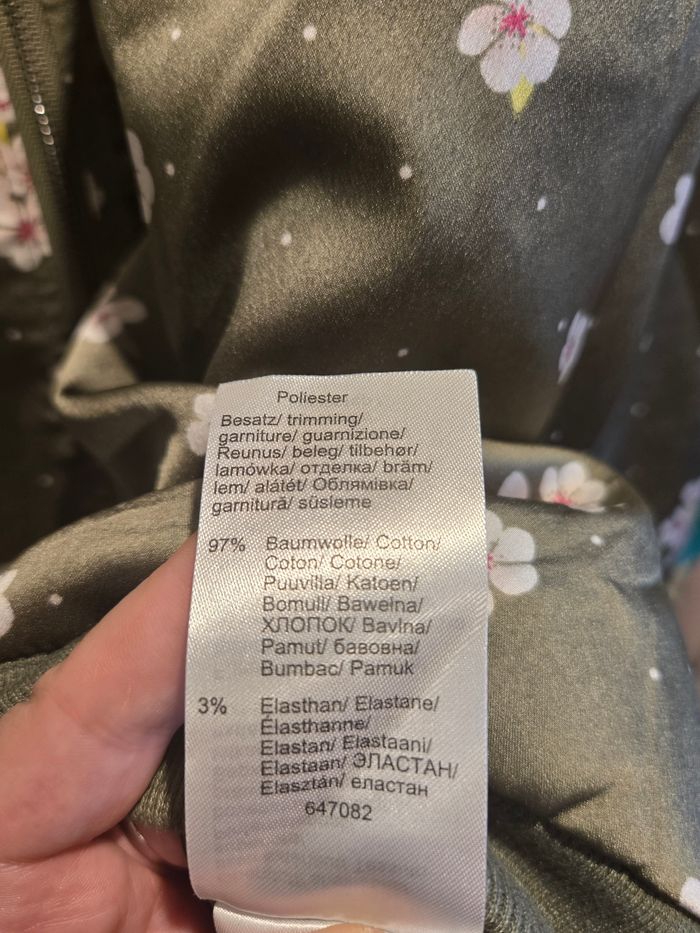 Poliester
Besatz/ trimming/
garniture/ guarnizione/
Reunus/ beleg/ tilbehør/
lamówka/ отделка/ brăm/
lem/ alátét/ Облямівка/
garnitură/ süsleme
97% Baumwolle/ Cotton/
Coton/ Cotone/
Puuvilla/ Katoen/
Bomull/ Bawełna/
ХЛОПОК/ Bavlna/
Pamut/ бавовна/
Bumbac/ Pamuk
3% Elasthan/ Elastane/
Élasthanne/
Elastan/ Elastaani/
Elastaan/ ЭЛАСТАН/
Elasztán/ еластан
647082